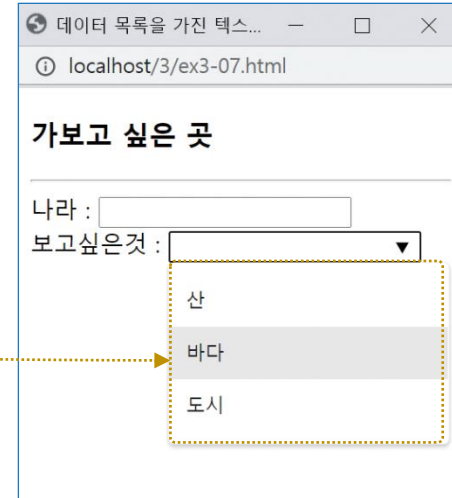 데이터 목록을 가진 텍스...
localhost/3/ex3-07.html
가보고 싶은 곳
나라 :
보고싶은것 :
산
바다
도시